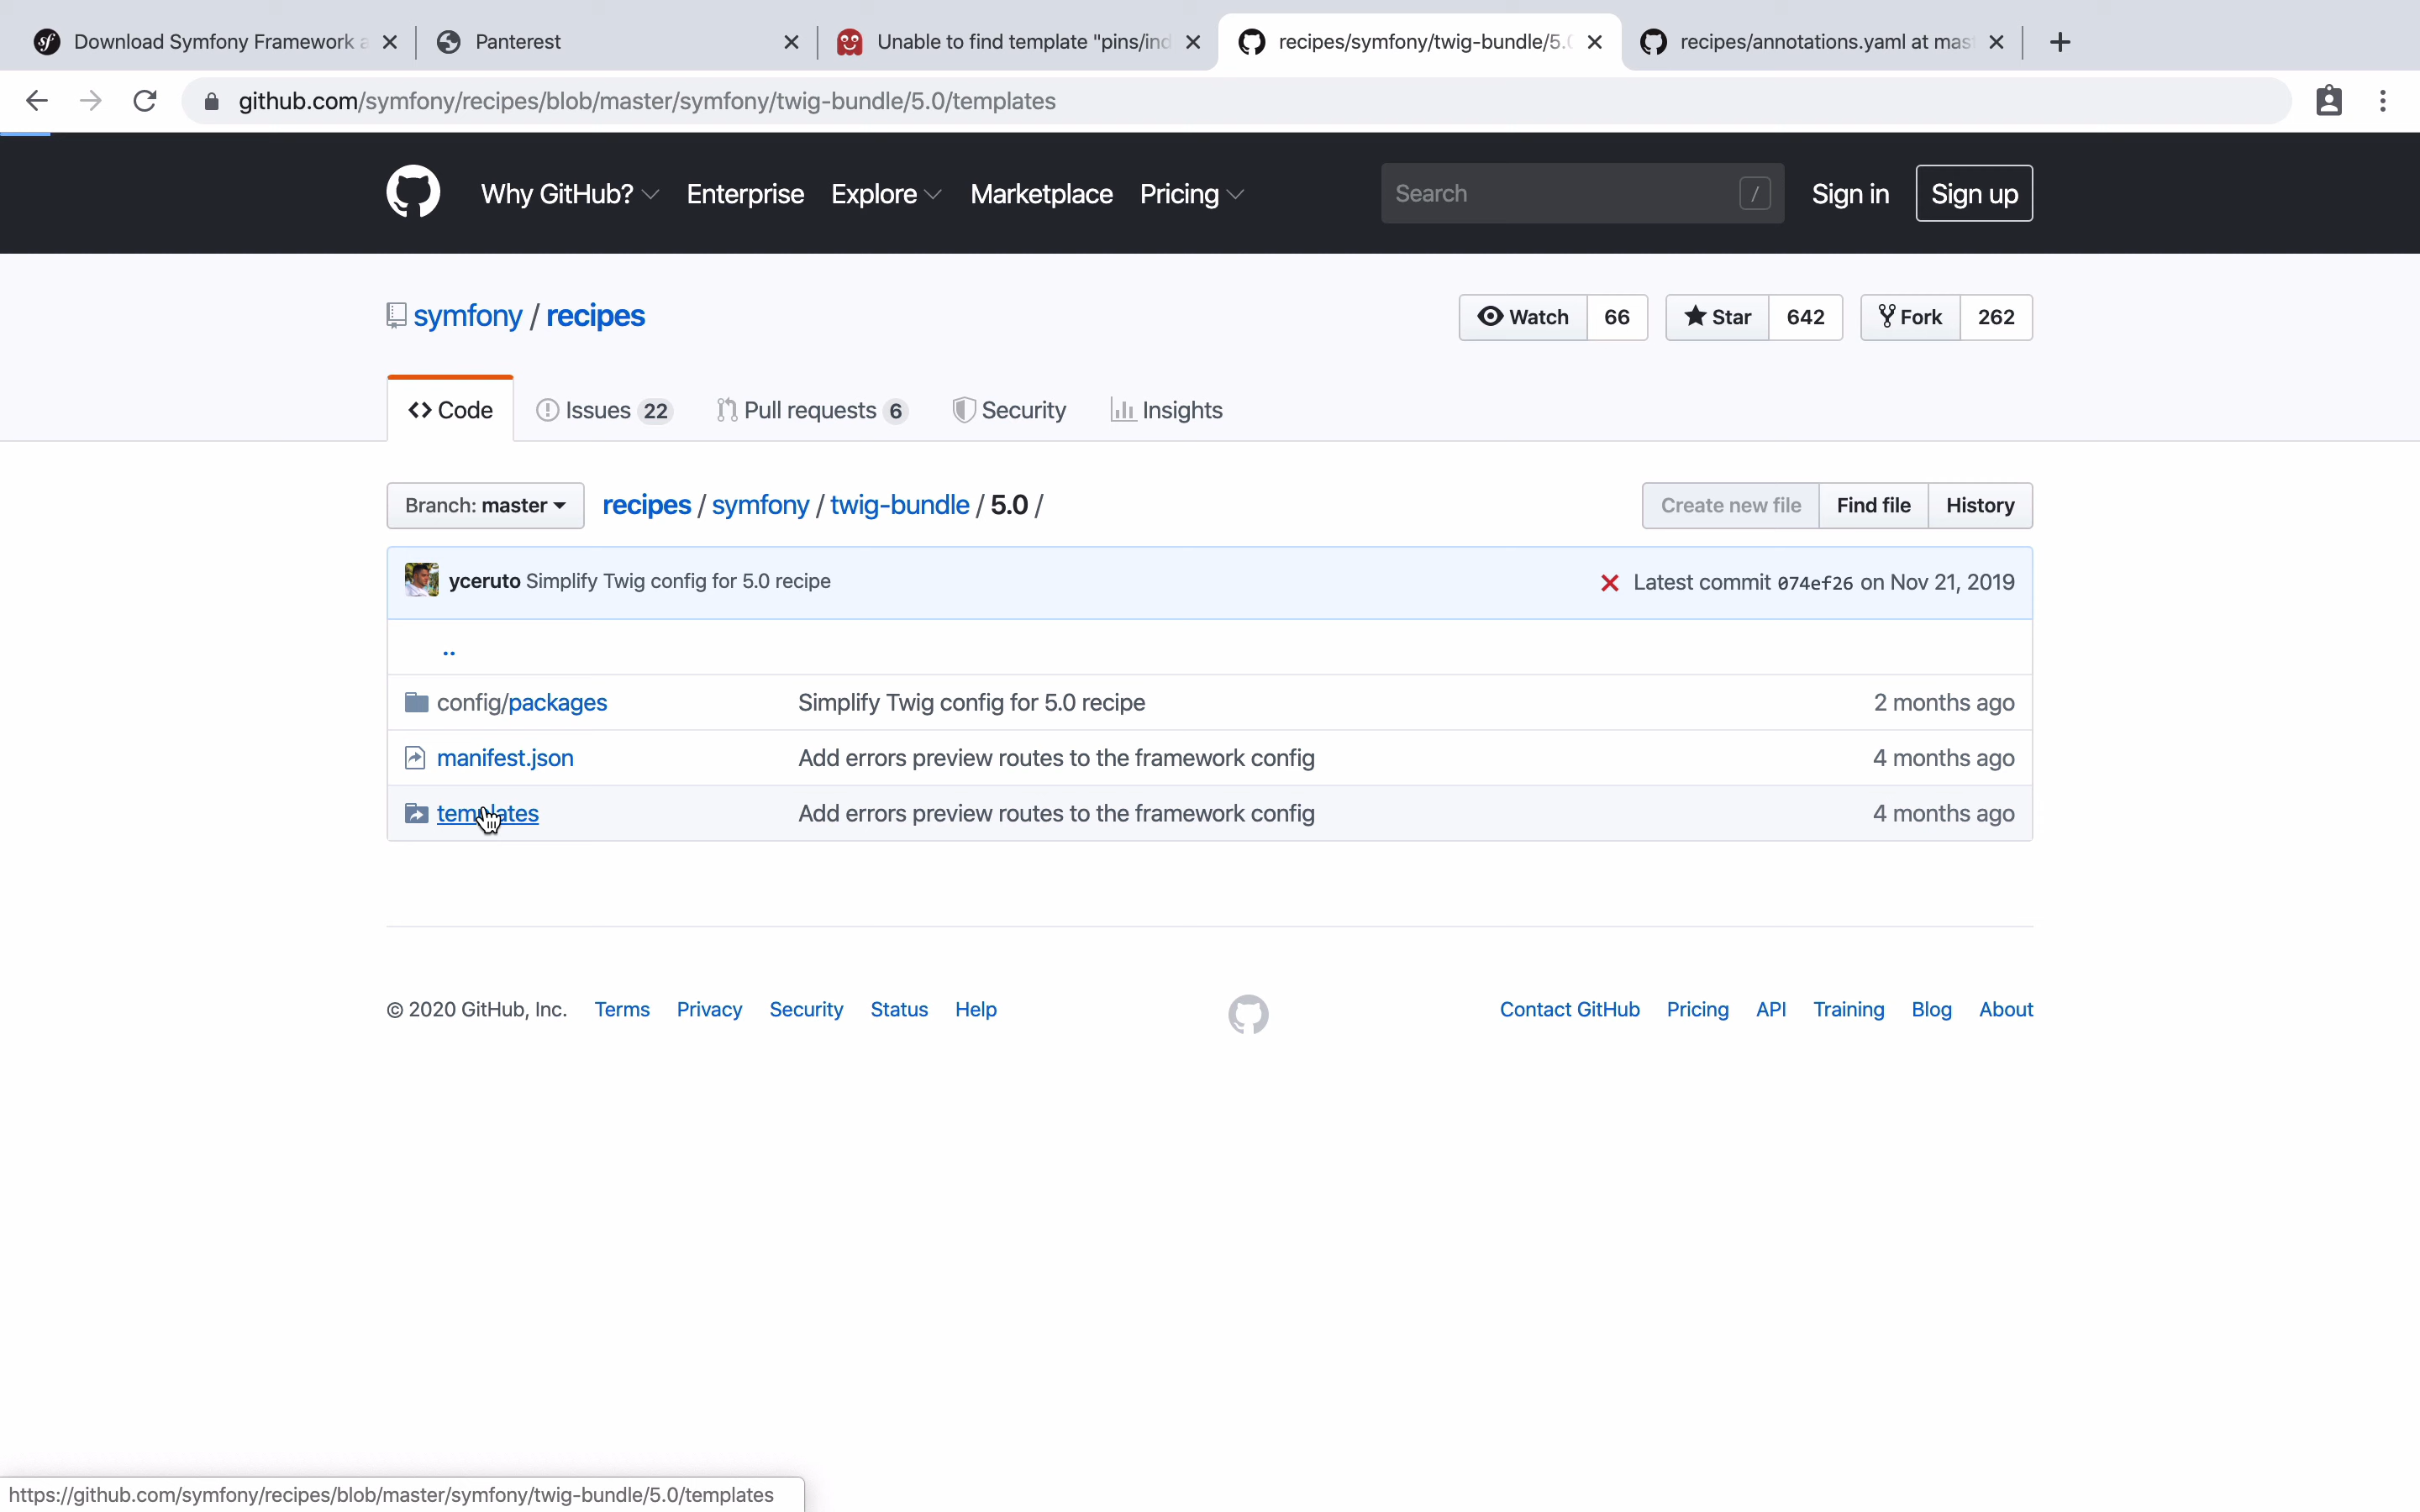 Download Symfony Framework a
Panterest
Unable to find template "pins/ind
recipes/symfony/twig-bundle/5.0
recipes/annotations.yaml at mas
github.com/symfony/recipes/blob/master/symfony/twig-bundle/5.0/templates
Why GitHub? Enterprise Explore Marketplace Pricing Search / Sign in Sign up
symfony / recipes
Watch 66 Star 642 Fork 262
Code Issues 22 Pull requests 6 Security Insights
Branch: master recipes / symfony / twig-bundle / 5.0 / Create new file Find file History
yceruto Simplify Twig config for 5.0 recipe Latest commit 074ef26 on Nov 21, 2019
..
config/packages Simplify Twig config for 5.0 recipe 2 months ago
manifest.json Add errors preview routes to the framework config 4 months ago
templates Add errors preview routes to the framework config 4 months ago
© 2020 GitHub, Inc. Terms Privacy Security Status Help Contact GitHub Pricing API Training Blog About
https://github.com/symfony/recipes/blob/master/symfony/twig-bundle/5.0/templates